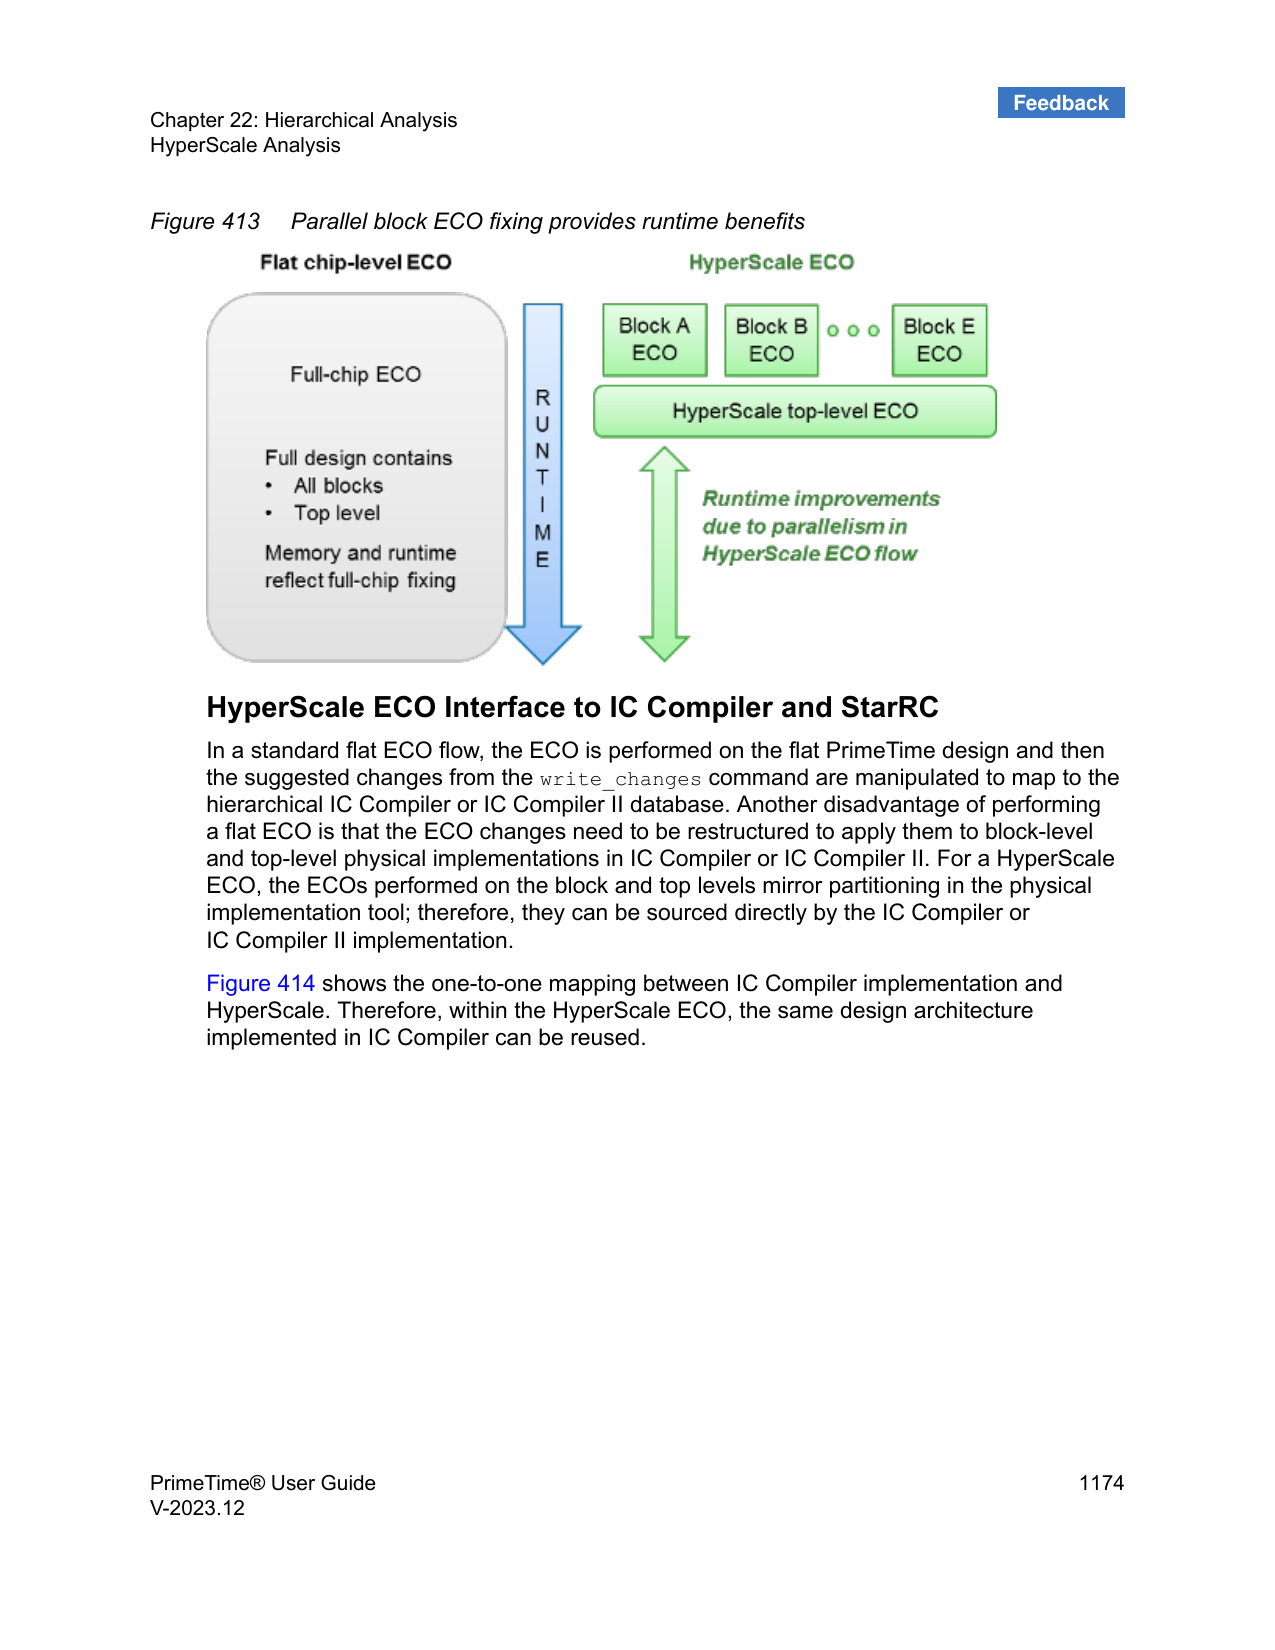 Feedback
Chapter 22: Hierarchical Analysis
HyperScale Analysis
Figure 413 Parallel block ECO fixing provides runtime benefits
Flat chip-level ECO
HyperScale ECO
Full-chip ECO
Full design contains
• All blocks
• Top level
Memory and runtime
reflect full-chip fixing
R
U
N
T
I
M
E
Block A
ECO
Block B
ECO
Block E
ECO
HyperScale top-level ECO
Runtime improvements
due to parallelism in
HyperScale ECO flow
HyperScale ECO Interface to IC Compiler and StarRC
In a standard flat ECO flow, the ECO is performed on the flat PrimeTime design and then
the suggested changes from the write_changes command are manipulated to map to the
hierarchical IC Compiler or IC Compiler II database. Another disadvantage of performing
a flat ECO is that the ECO changes need to be restructured to apply them to block-level
and top-level physical implementations in IC Compiler or IC Compiler II. For a HyperScale
ECO, the ECOs performed on the block and top levels mirror partitioning in the physical
implementation tool; therefore, they can be sourced directly by the IC Compiler or
IC Compiler II implementation.
Figure 414 shows the one-to-one mapping between IC Compiler implementation and
HyperScale. Therefore, within the HyperScale ECO, the same design architecture
implemented in IC Compiler can be reused.
PrimeTime® User Guide
V-2023.12
1174